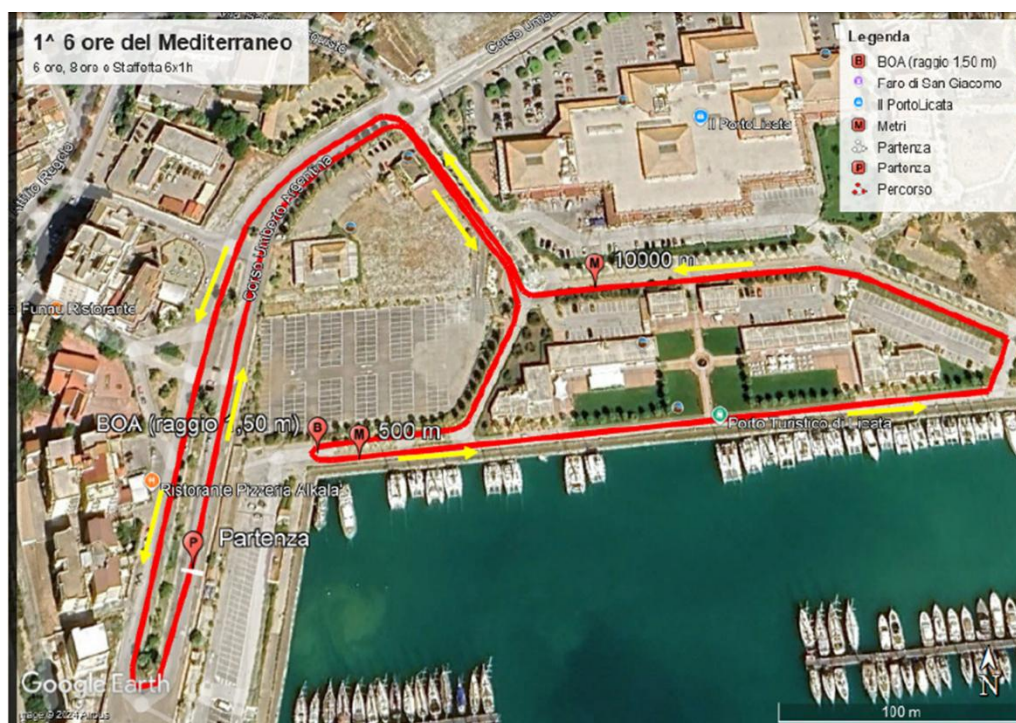 1^ 6 ore del Mediterraneo
6 ore, 8 ore e Staffetta 6x1h
Corso Umberto
Legenda
BOA (raggio 1,50 m)
Faro di San Giacomo
Il PortoLicata
Metri
Partenza
Partenza
Percorso
Il PortoLicata
Corso Umberto Argentina
10000 m
Funnu Ristorante
BOA (raggio 1,50 m)
500 m
Porto Turistico di Licata
Ristorante Pizzeria Alkala'
Partenza
Google Earth
100 m
N